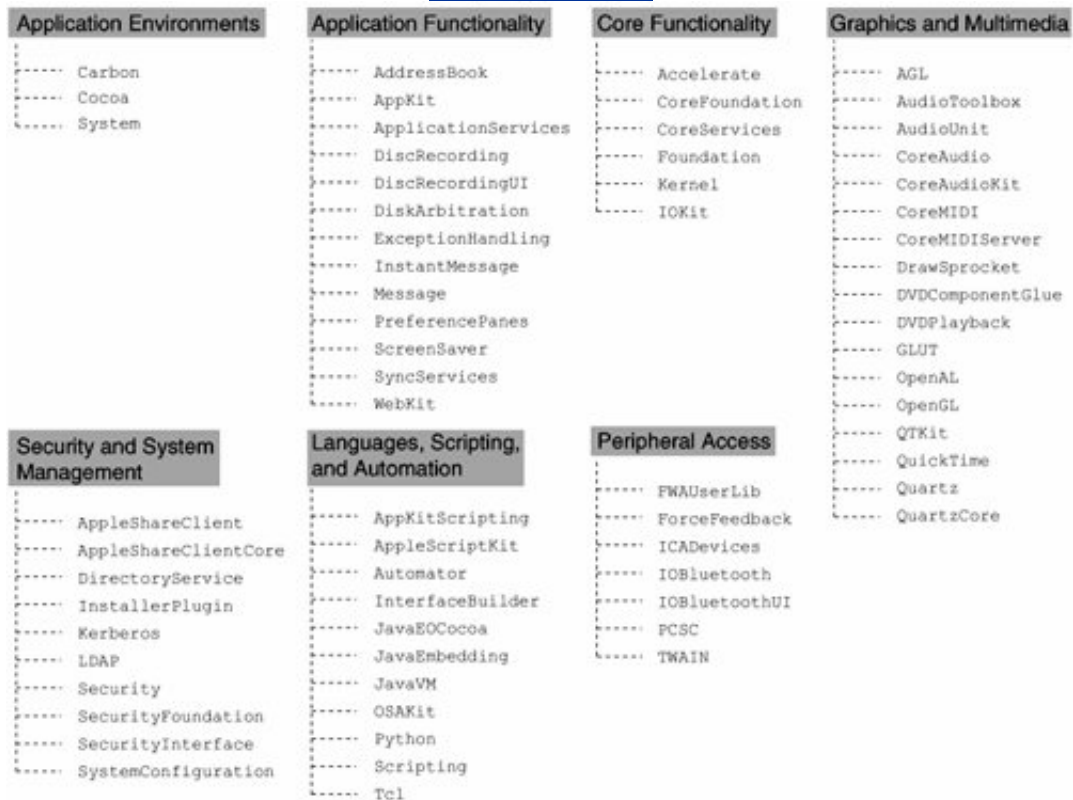 Application Environments
Carbon
Cocoa
System
Application Functionality
AddressBook
AppKit
ApplicationServices
DiscRecording
DiscRecordingUI
DiskArbitration
ExceptionHandling
InstantMessage
Message
PreferencePanes
ScreenSaver
SyncServices
WebKit
Core Functionality
Accelerate
CoreFoundation
CoreServices
Foundation
Kernel
IOKit
Graphics and Multimedia
AGL
AudioToolbox
AudioUnit
CoreAudio
CoreAudioKit
CoreMIDI
CoreMIDIServer
DrawSprocket
DVDComponentGlue
DVDPlayback
GLUT
OpenAL
OpenGL
QTKit
QuickTime
Quartz
QuartzCore
Security and System
Management
AppleShareClient
AppleShareClientCore
DirectoryService
InstallerPlugin
Kerberos
LDAP
Security
SecurityFoundation
SecurityInterface
SystemConfiguration
Languages, Scripting,
and Automation
AppKitScripting
AppleScriptKit
Automator
InterfaceBuilder
JavaEOCocoa
JavaEmbedding
JavaVM
OSAKit
Python
Scripting
Tcl
Peripheral Access
FWAUserLib
ForceFeedback
ICADevices
IOBluetooth
IOBluetoothUI
PCSC
TWAIN